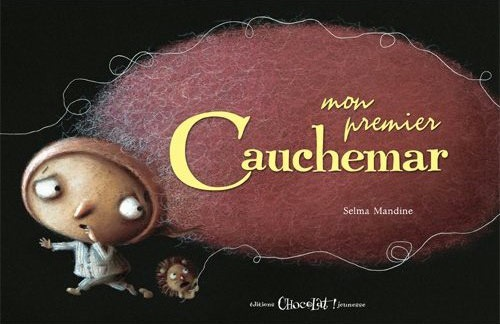 mon
premier
Cauchemar
Selma Mandine
éditions CHOCOLAT! jeunesse